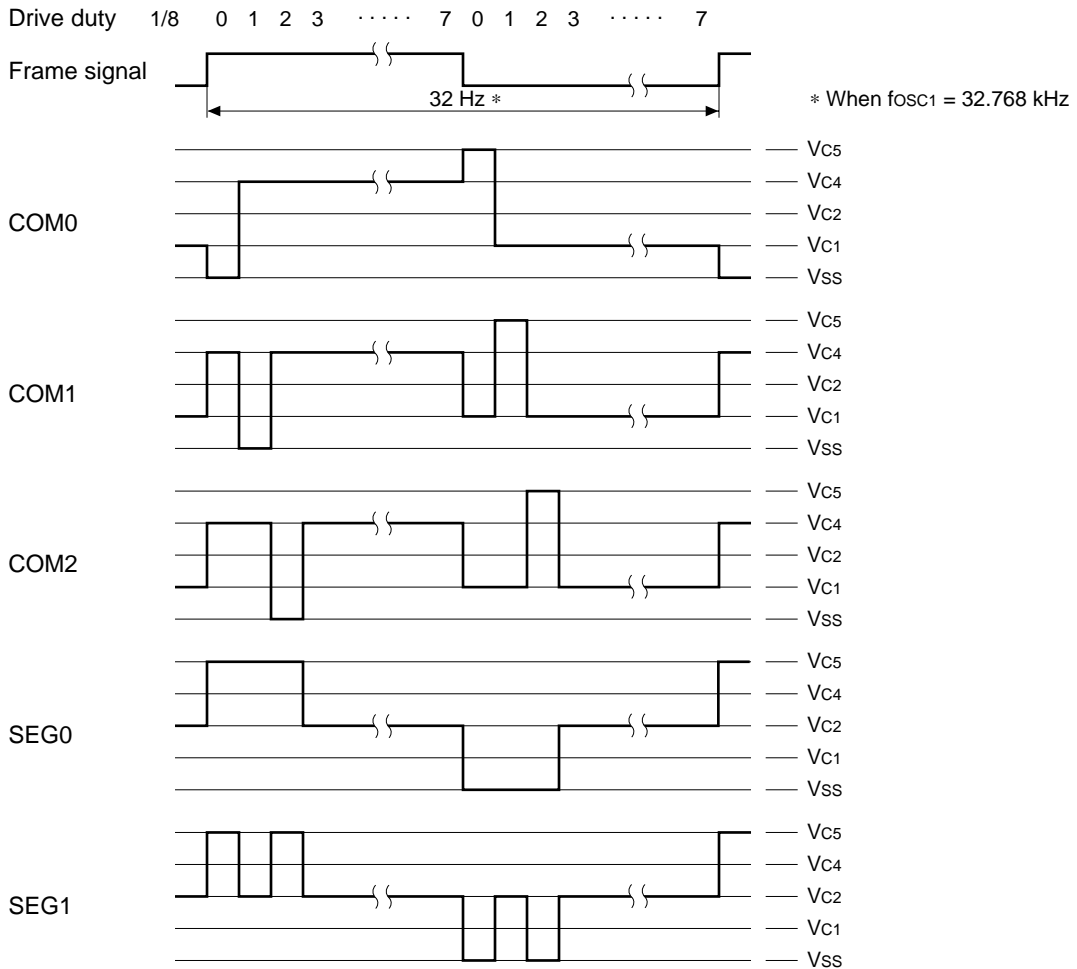 Drive duty 1/8 0 1 2 3 ····· 7 0 1 2 3 ····· 7
Frame signal
32 Hz ∗
∗ When fOSC1 = 32.768 kHz
COM0
VC5
VC4
VC2
VC1
VSS
COM1
VC5
VC4
VC2
VC1
VSS
COM2
VC5
VC4
VC2
VC1
VSS
SEG0
VC5
VC4
VC2
VC1
VSS
SEG1
VC5
VC4
VC2
VC1
VSS